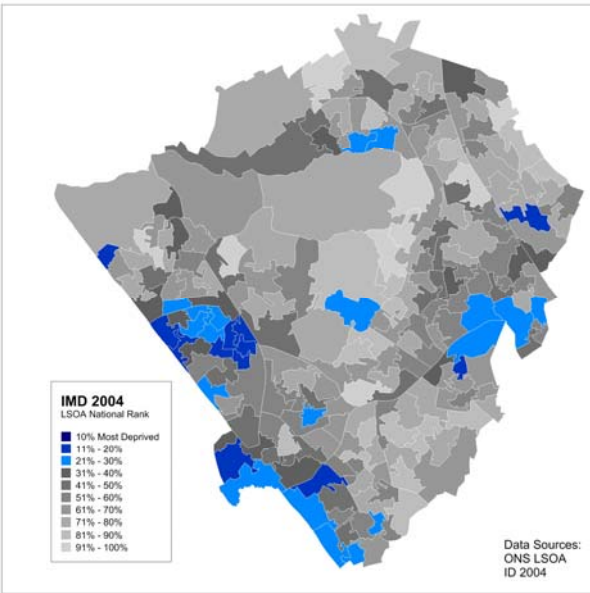 IMD 2004
LSOA National Rank
10% Most Deprived
11% - 20%
21% - 30%
31% - 40%
41% - 50%
51% - 60%
61% - 70%
71% - 80%
81% - 90%
91% - 100%
Data Sources:
ONS LSOA
ID 2004